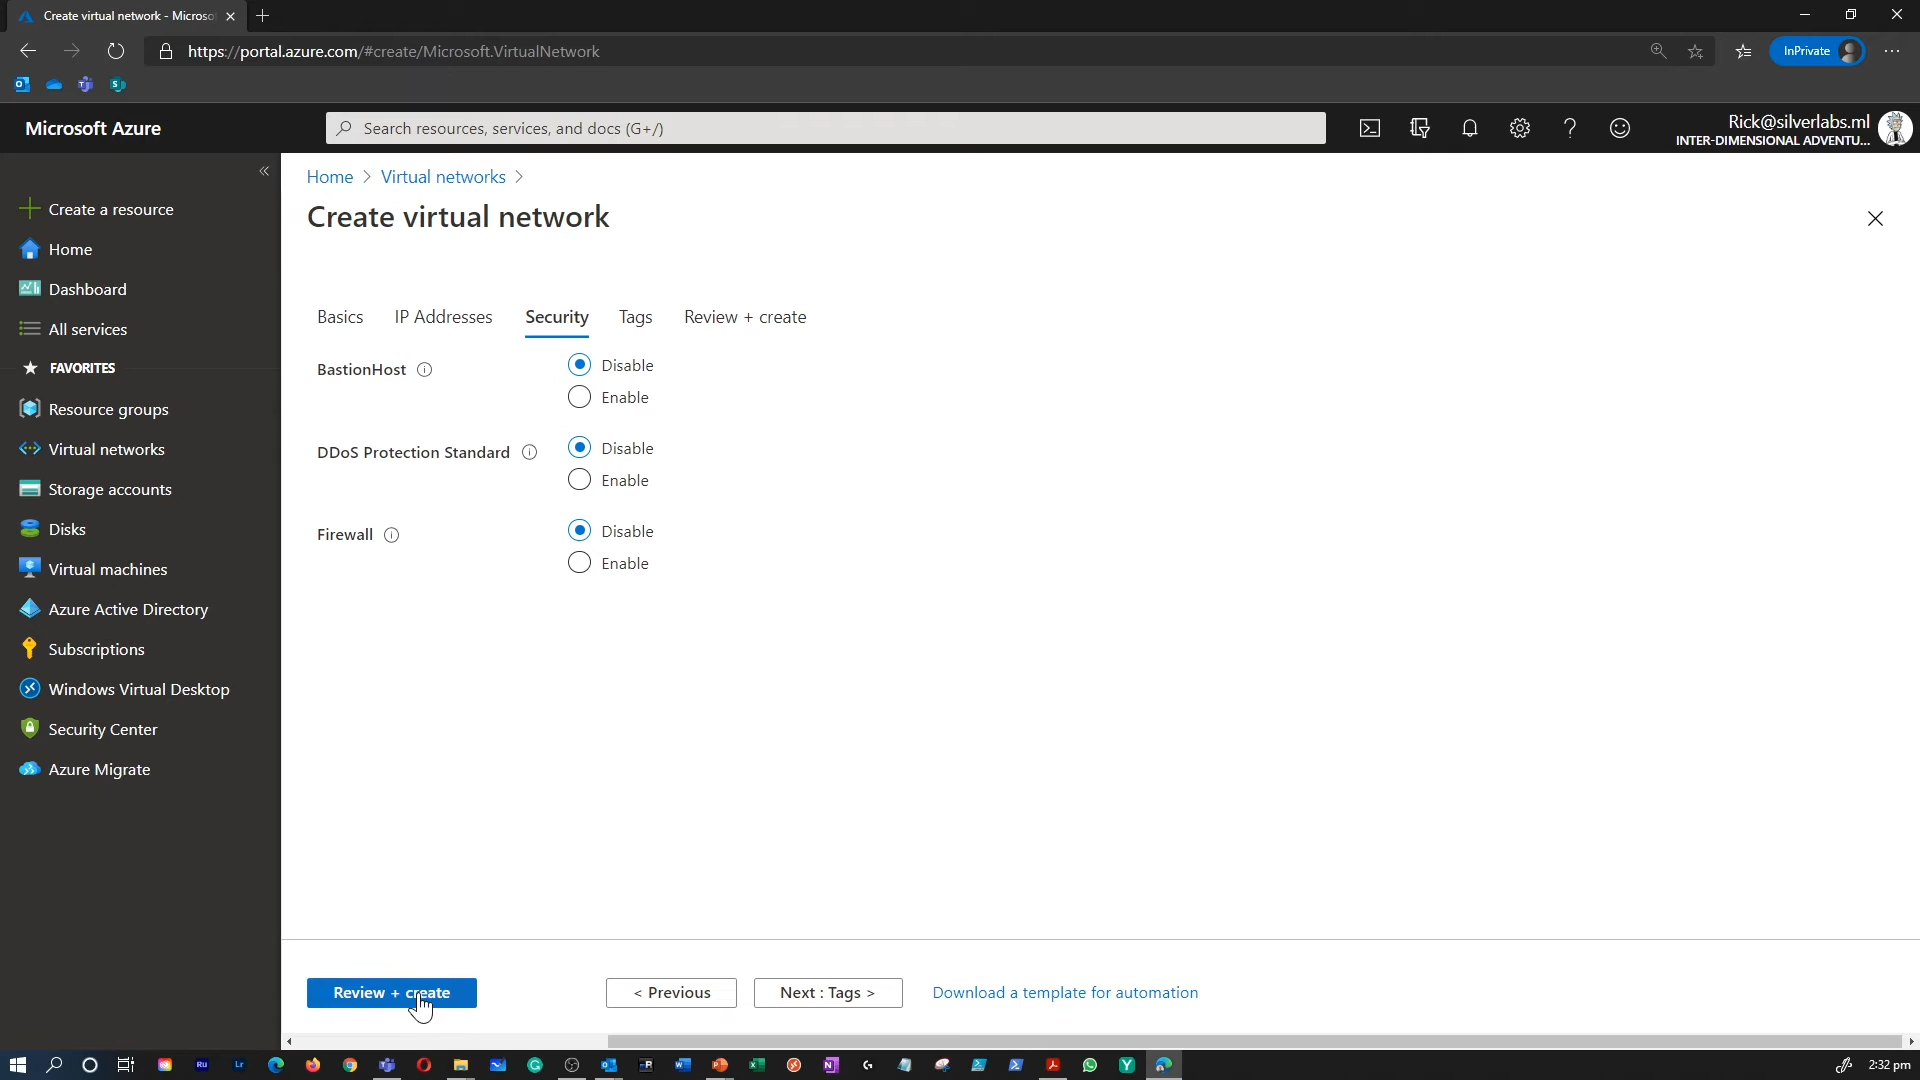 Create virtual network - Microso
https://portal.azure.com/#create/Microsoft.VirtualNetwork
InPrivate
Microsoft Azure
Search resources, services, and docs (G+/)
Rick@silverlabs.ml
INTER-DIMENSIONAL ADVENTU...
Create a resource
Home
Dashboard
All services
FAVORITES
Resource groups
Virtual networks
Storage accounts
Disks
Virtual machines
Azure Active Directory
Subscriptions
Windows Virtual Desktop
Security Center
Azure Migrate
Home > Virtual networks >
Create virtual network
Basics IP Addresses Security Tags Review + create
BastionHost
Disable
Enable
DDoS Protection Standard
Disable
Enable
Firewall
Disable
Enable
Review + create
< Previous
Next : Tags >
Download a template for automation
2:32 pm